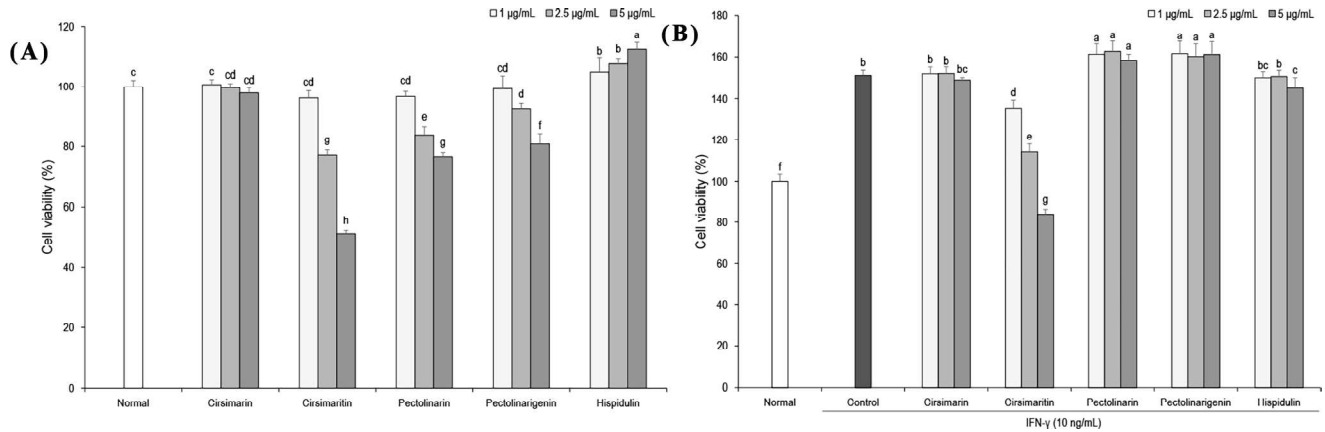 (A)
□ 1 µg/mL □ 2.5 µg/mL ■ 5 µg/mL
Cell viability (%)
120
100
80
60
40
20
0
c
c cd cd
cd g h
cd e g
cd d f
b b a
Normal Cirsimarin Cirsimaritin Pectolinarin Pectolinarigenin Hispidulin
(B)
□ 1 µg/mL □ 2.5 µg/mL ■ 5 µg/mL
Cell viability (%)
180
160
140
120
100
80
60
40
20
0
f
b
b b bc
d e g
a a a
a a a
bc b c
Normal Control Cirsimarin Cirsimaritin Pectolinarin Pectolinarigenin Hispidulin
IFN-γ (10 ng/mL)